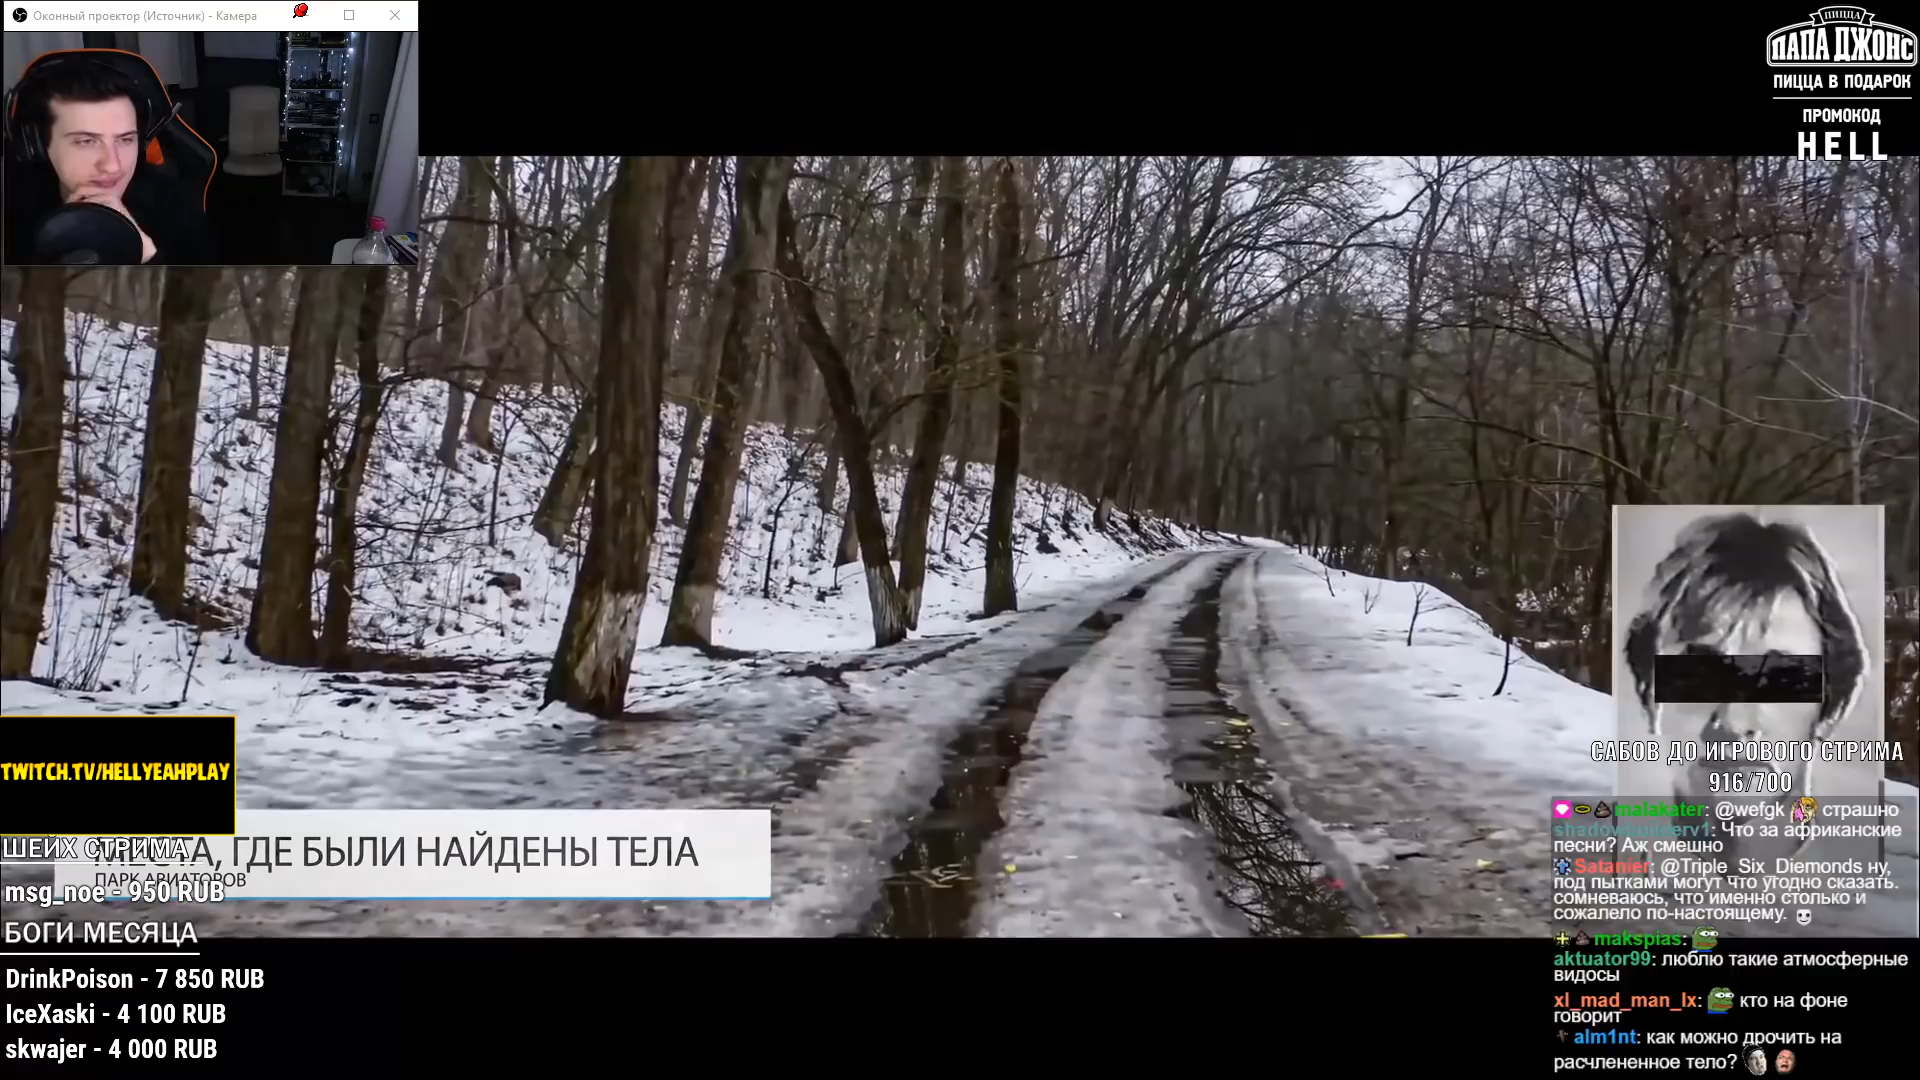 Оконный проектор (Источник) - Камера
ПИЦЦА
ПАПА ДЖОНС
ПИЦЦА В ПОДАРОК
ПРОМОКОД
HELL
TWITCH.TV/HELLYEAHPLAY
ШЕЙХ СТРИМА
МЕСТА, ГДЕ БЫЛИ НАЙДЕНЫ ТЕЛА
ПАРК АВИАТОРОВ
msg_noe - 950 RUB
БОГИ МЕСЯЦА
DrinkPoison - 7 850 RUB
IceXaski - 4 100 RUB
skwajer - 4 000 RUB
САБОВ ДО ИГРОВОГО СТРИМА
916/700
malakater: @wefgk страшно
Что за африканские
песни? Аж смешно
Satanier: @Triple_Six_Diemonds ну,
под пытками могут что угодно сказать.
сомневаюсь, что именно столько и
сожалело по-настоящему.
makspias:
aktuator99: люблю такие атмосферные
видосы
xl_mad_man_lx: кто на фоне
говорит
alm1nt: как можно дрочить на
расчлененное тело?